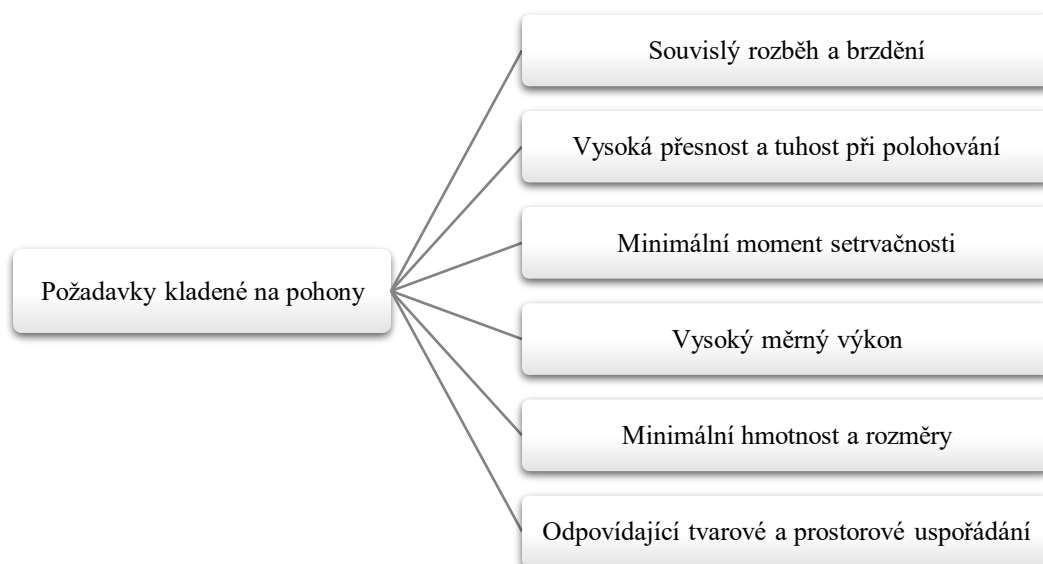 Požadavky kladené na pohony
Souvislý rozběh a brzdění
Vysoká přesnost a tuhost při polohování
Minimální moment setrvačnosti
Vysoký měrný výkon
Minimální hmotnost a rozměry
Odpovídající tvarové a prostorové uspořádání